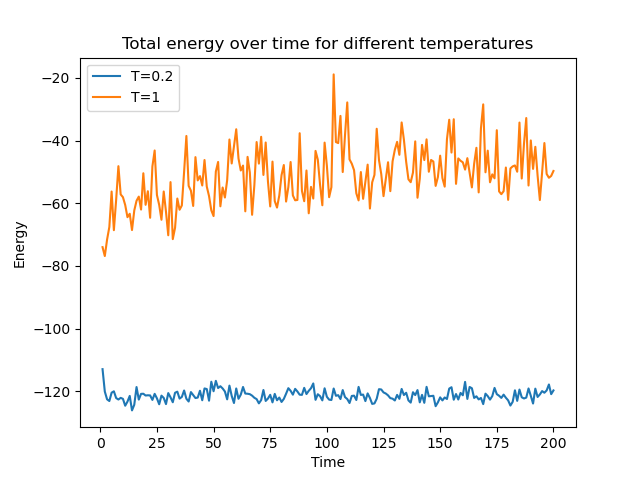 Total energy over time for different temperatures
T=0.2
T=1
−20
−40
−60
−80
−100
−120
Energy
0 25 50 75 100 125 150 175 200
Time